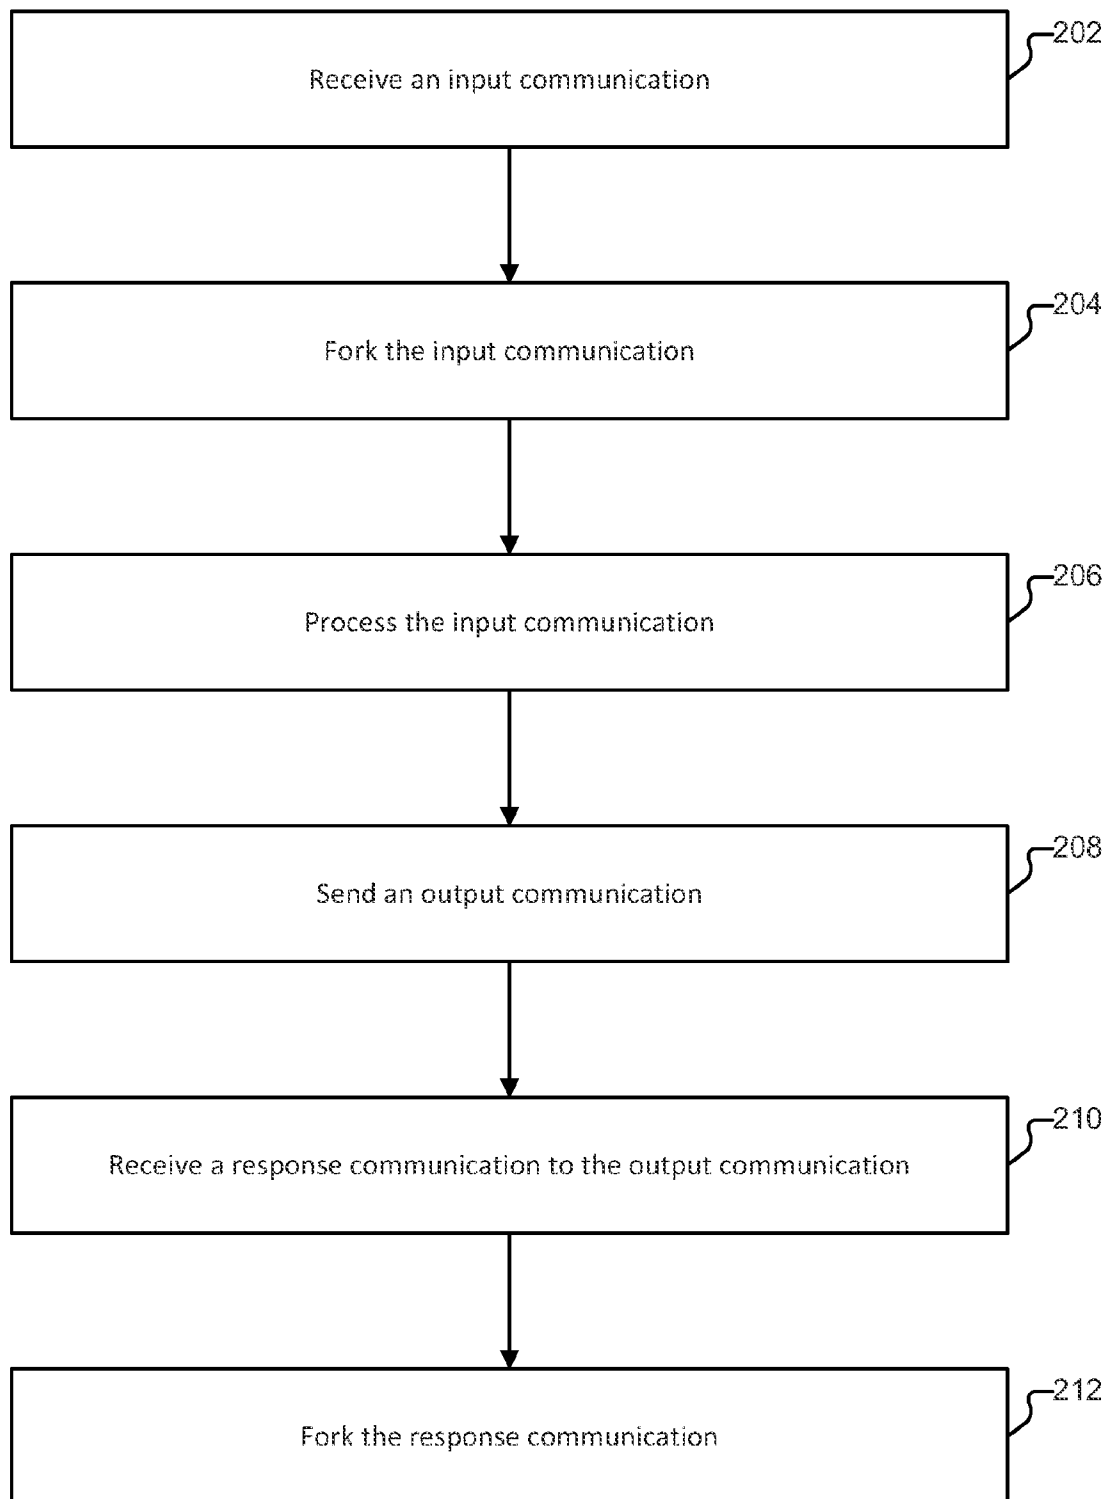 202
Receive an input communication
204
Fork the input communication
206
Process the input communication
208
Send an output communication
210
Receive a response communication to the output communication
212
Fork the response communication